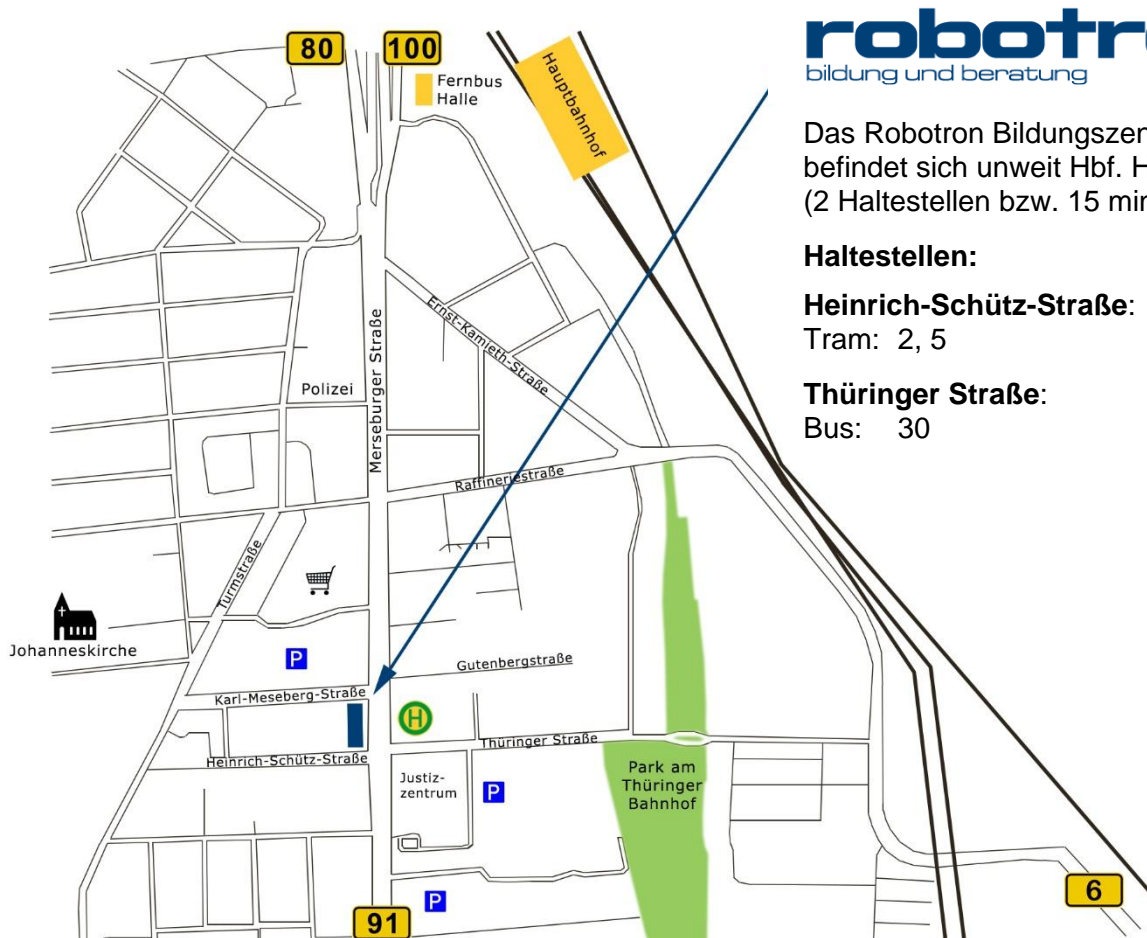 robotr
bildung und beratung
Das Robotron Bildungszen
befindet sich unweit Hbf. H
(2 Haltestellen bzw. 15 min
Haltestellen:
Heinrich-Schütz-Straße:
Tram: 2, 5
Thüringer Straße:
Bus: 30
80
100
Fernbus
Halle
Hauptbahnhof
Merseburger Straße
Ernst-Kamieth-Straße
Polizei
Raffineriestraße
Turmstraße
Johanneskirche
P
Gutenbergstraße
Karl-Meseberg-Straße
H
Thüringer Straße
Heinrich-Schütz-Straße
Justiz-
zentrum
P
Park am
Thüringer
Bahnhof
P
6
91